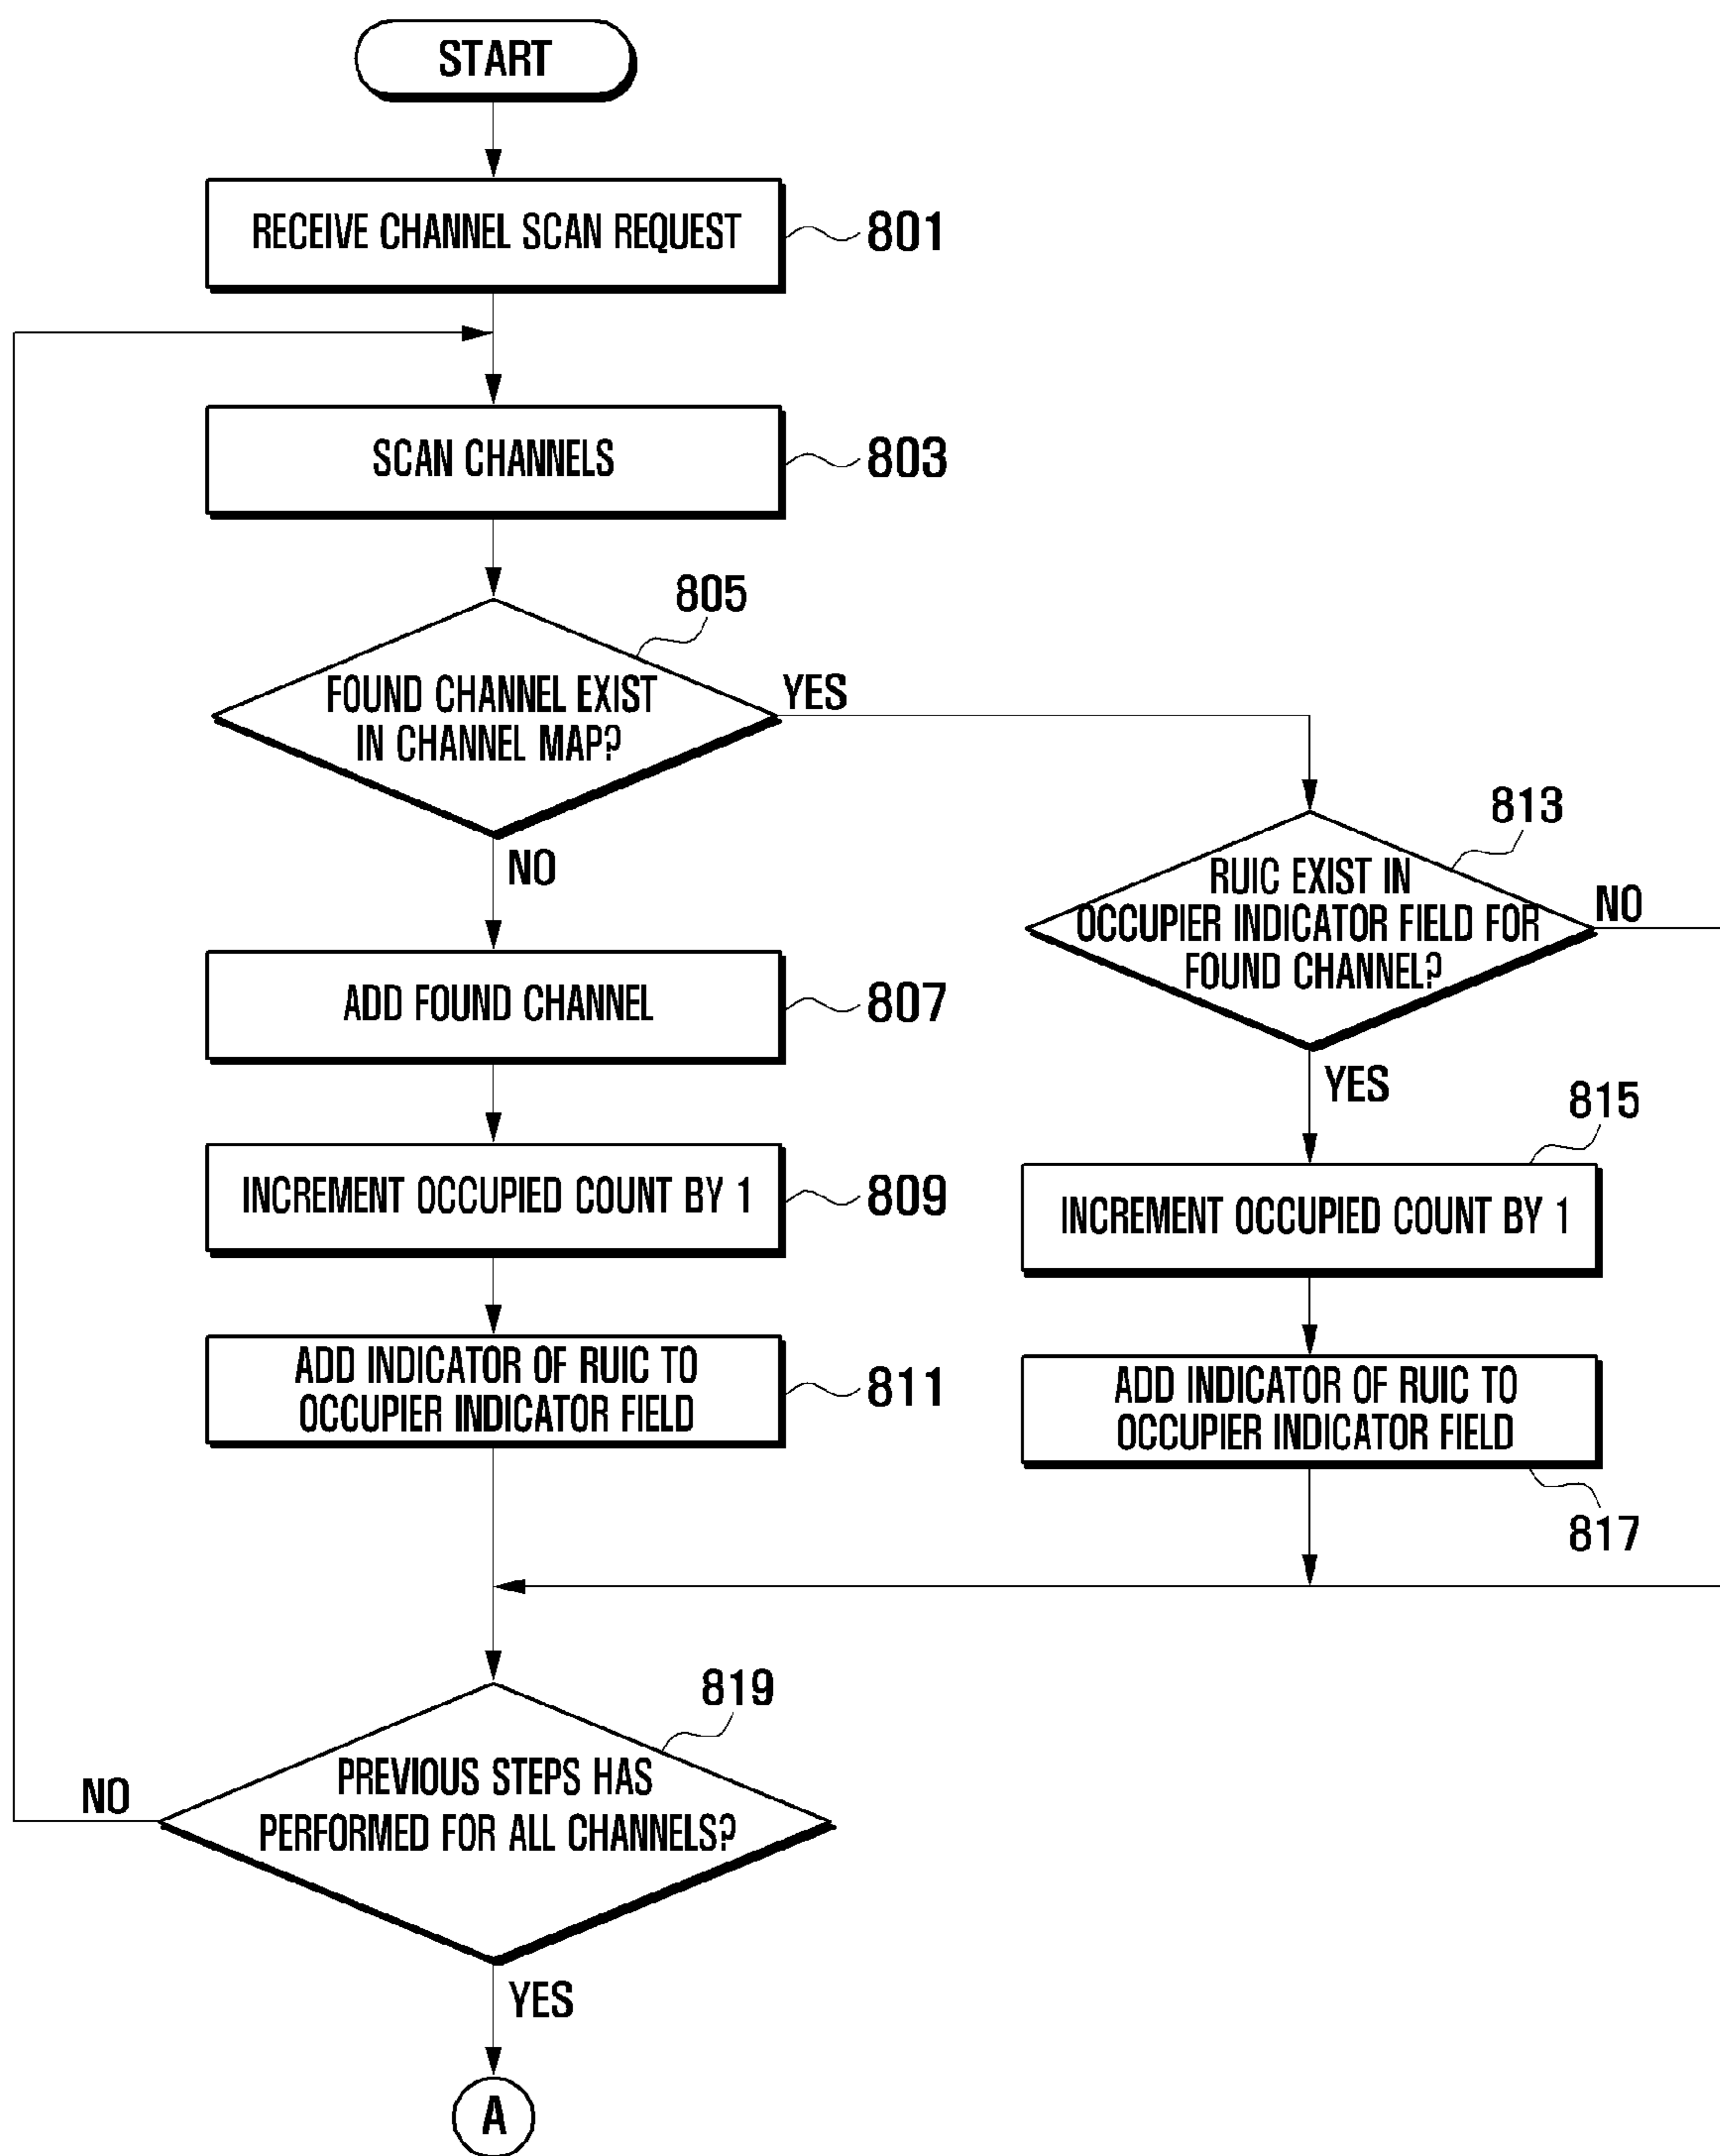 START
RECEIVE CHANNEL SCAN REQUEST
801
SCAN CHANNELS
803
805
FOUND CHANNEL EXIST
IN CHANNEL MAP?
YES
NO
813
RUIC EXIST IN
OCCUPIER INDICATOR FIELD FOR
FOUND CHANNEL?
NO
YES
ADD FOUND CHANNEL
807
INCREMENT OCCUPIED COUNT BY 1
809
815
INCREMENT OCCUPIED COUNT BY 1
ADD INDICATOR OF RUIC TO
OCCUPIER INDICATOR FIELD
811
ADD INDICATOR OF RUIC TO
OCCUPIER INDICATOR FIELD
817
819
PREVIOUS STEPS HAS
PERFORMED FOR ALL CHANNELS?
NO
YES
A